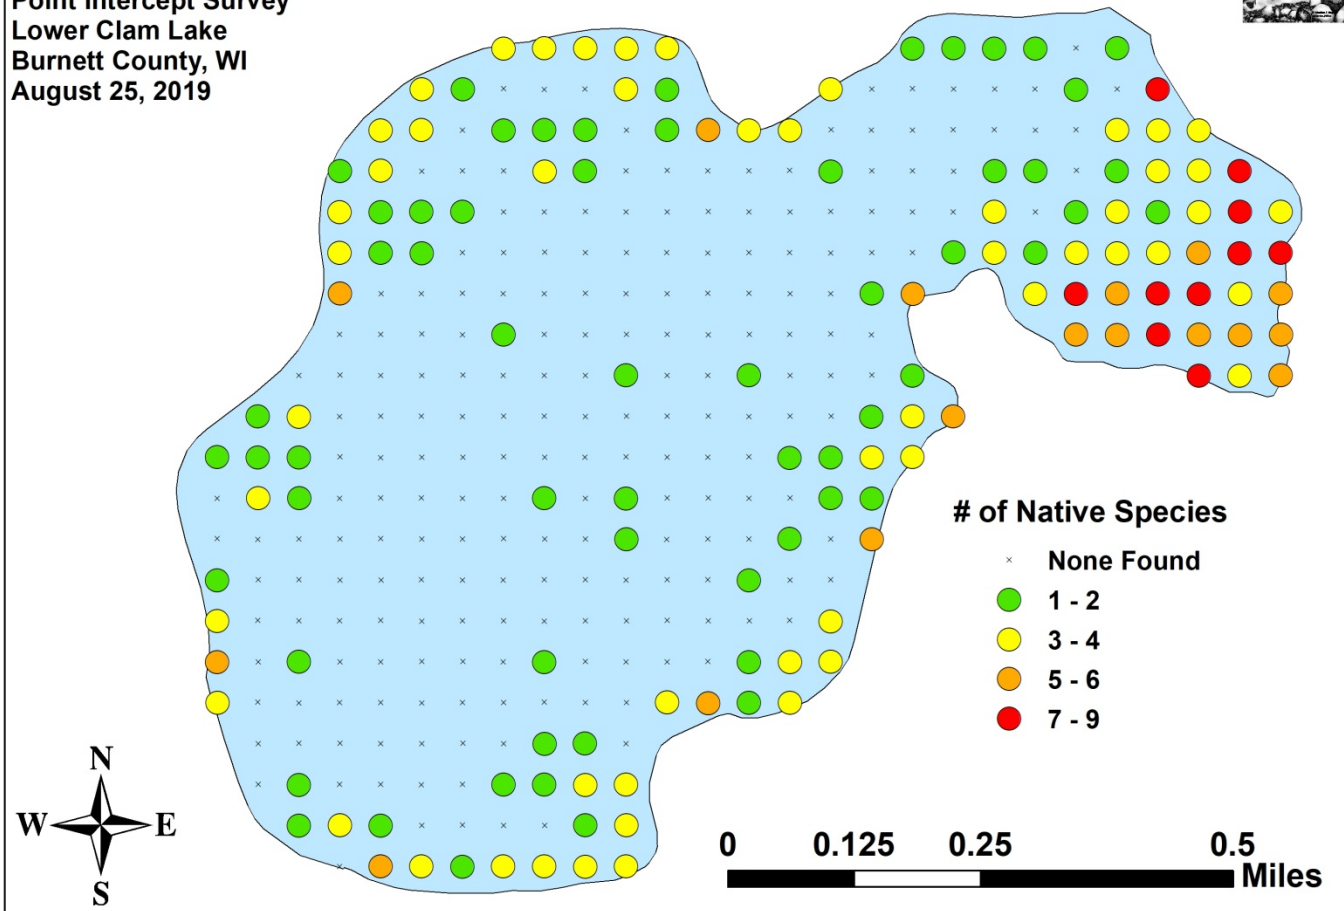 Point Intercept Survey
Lower Clam Lake
Burnett County, WI
August 25, 2019
# of Native Species
None Found
1 - 2
3 - 4
5 - 6
7 - 9
N
W E
S
0 0.125 0.25 0.5
Miles